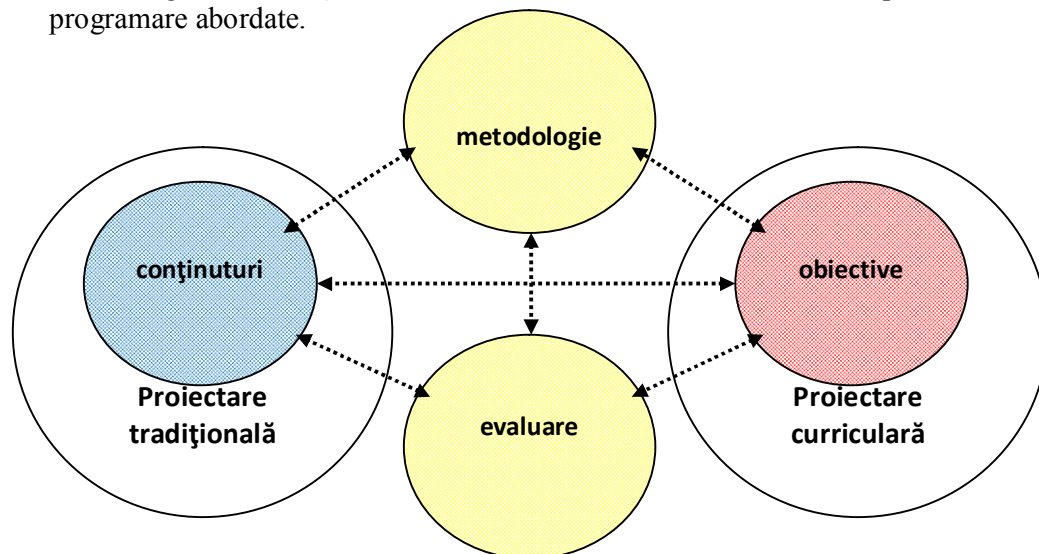 programare abordate.
metodologie
conţinuturi
obiective
Proiectare
tradiţională
evaluare
Proiectare
curriculară